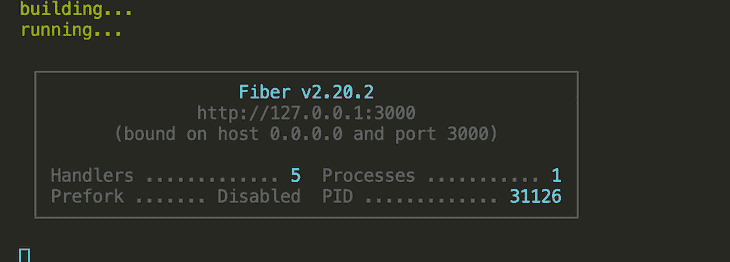 building...
running...
Fiber v2.20.2
http://127.0.0.1:3000
(bound on host 0.0.0.0 and port 3000)
Handlers ............. 5 Processes ........... 1
Prefork ....... Disabled PID ............. 31126